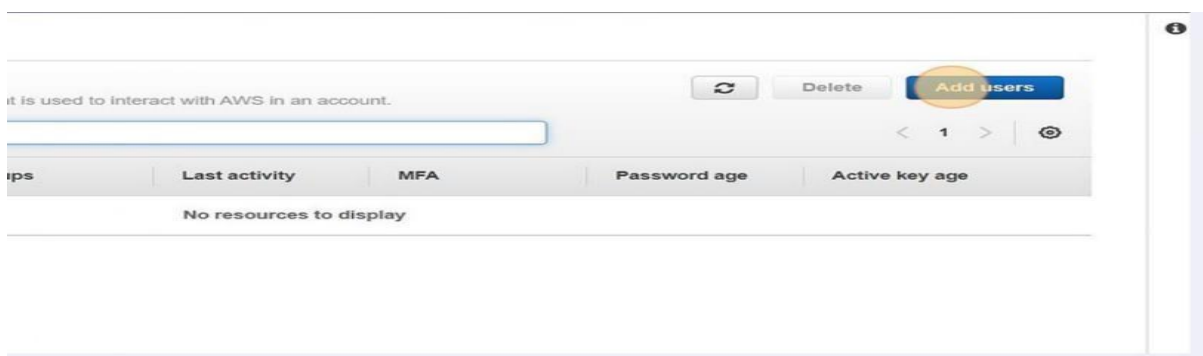 Delete Add users
t is used to interact with AWS in an account.
< 1 >
ups Last activity MFA Password age Active key age
No resources to display